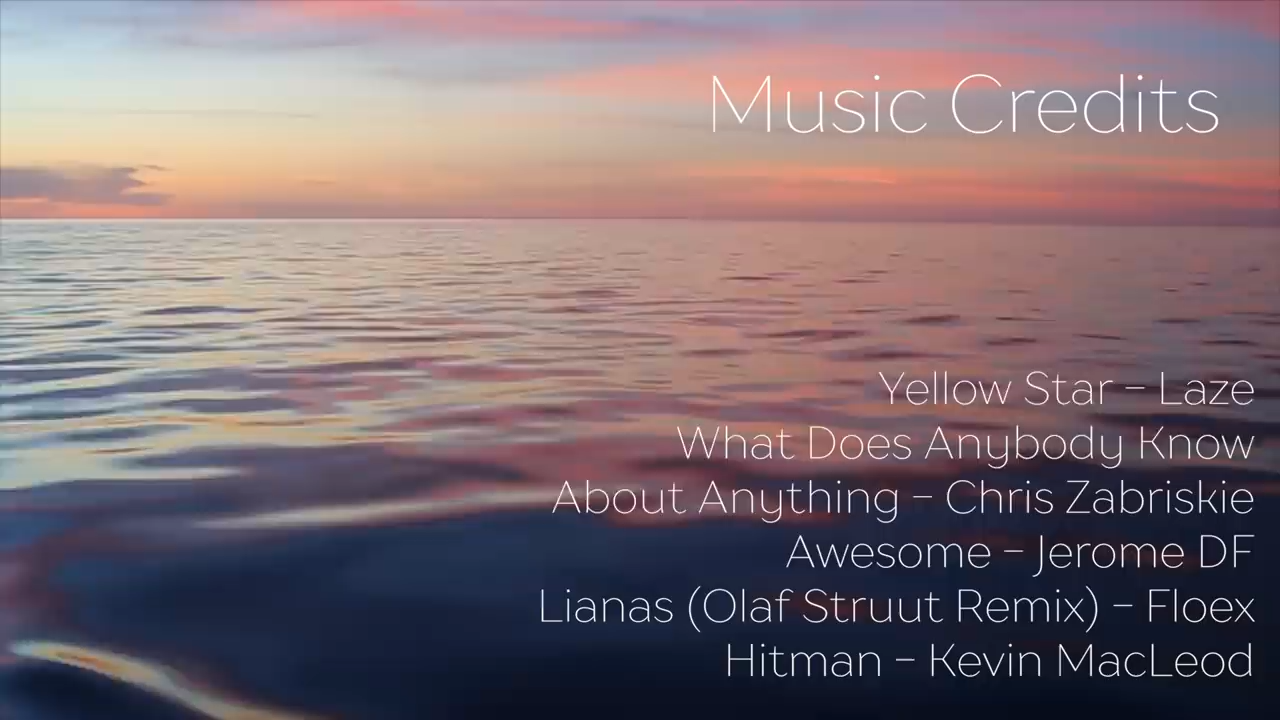 Music Credits
Yellow Star – Laze
What Does Anybody Know
About Anything – Chris Zabriskie
Awesome – Jerome DF
Lianas (Olaf Struut Remix) – Floex
Hitman – Kevin MacLeod